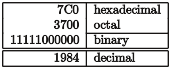 7C0 hexadecimal
3700 octal
11111000000 binary
1984 decimal